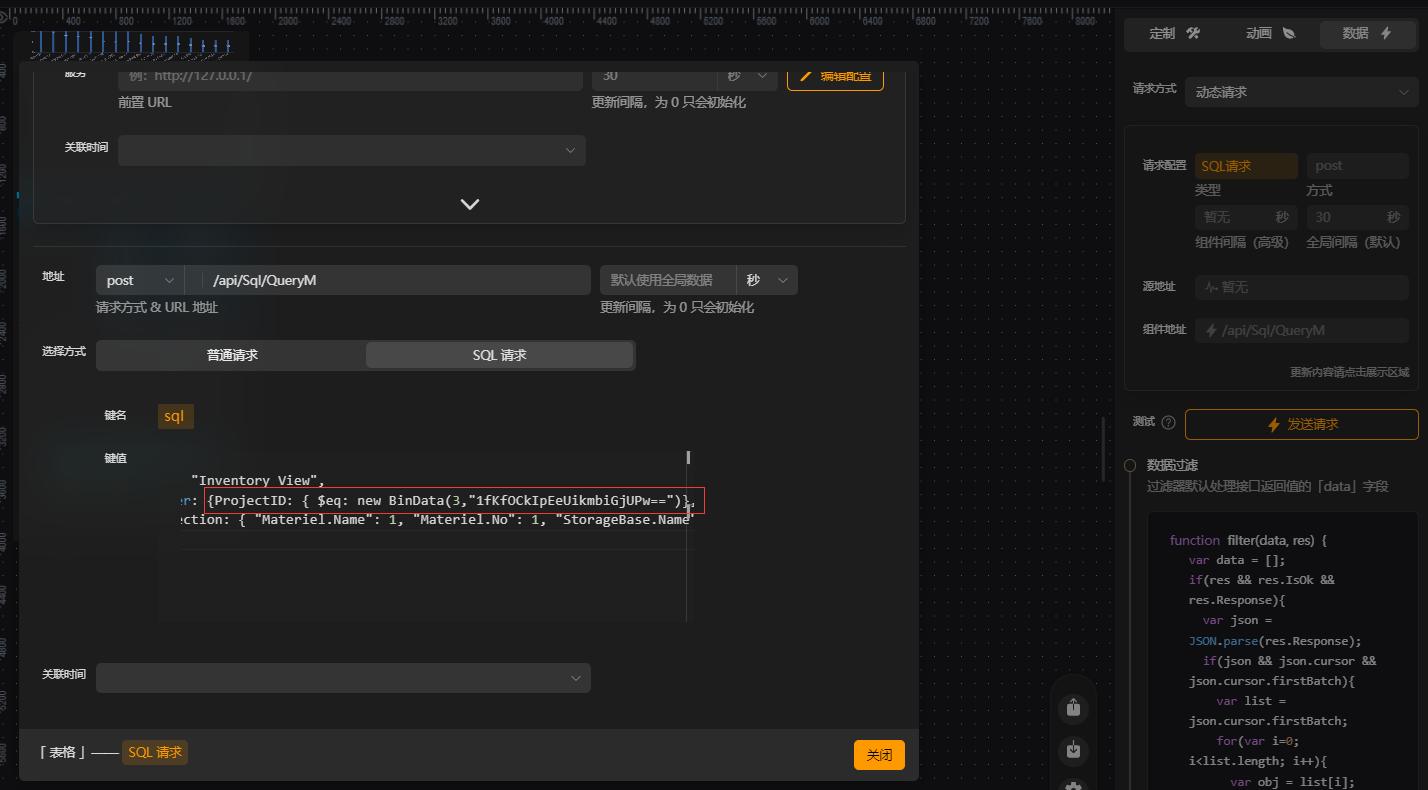 0 400 800 1200 1600 2000 2400 2800 3200 3600 4000 4400 4800 5200 5600 6000 6400 6800 7200 7600 8000
定制 动画 数据
服务 例：http://127.0.0.1/ 30 秒 编辑配置
前置 URL 更新间隔，为 0 只会初始化
关联时间
地址 post /api/Sql/QueryM 默认使用全局数据 秒
请求方式 & URL 地址 更新间隔，为 0 只会初始化
选择方式 普通请求 SQL 请求
键名 sql
键值
"Inventory View",
er: {ProjectID: { $eq: new BinData(3,"1fKfOCkIpEeUikmbiGjUPw==")},
ection: { "Materiel.Name": 1, "Materiel.No": 1, "StorageBase.Name"
关联时间
「 表格 」—— SQL 请求 关闭
请求方式 动态请求
请求配置 SQL请求 post
类型 方式
暂无 秒 30 秒
组件间隔（高级） 全局间隔（默认）
源地址 暂无
组件地址 /api/Sql/QueryM
更新内容请点击展示区域
测试 发送请求
数据过滤
过滤器默认处理接口返回值的「data」字段
function filter(data, res) {
var data = [];
if(res && res.IsOk &&
res.Response){
var json =
JSON.parse(res.Response);
if(json && json.cursor &&
json.cursor.firstBatch){
var list =
json.cursor.firstBatch;
for(var i=0;
i<list.length; i++){
var obj = list[i];